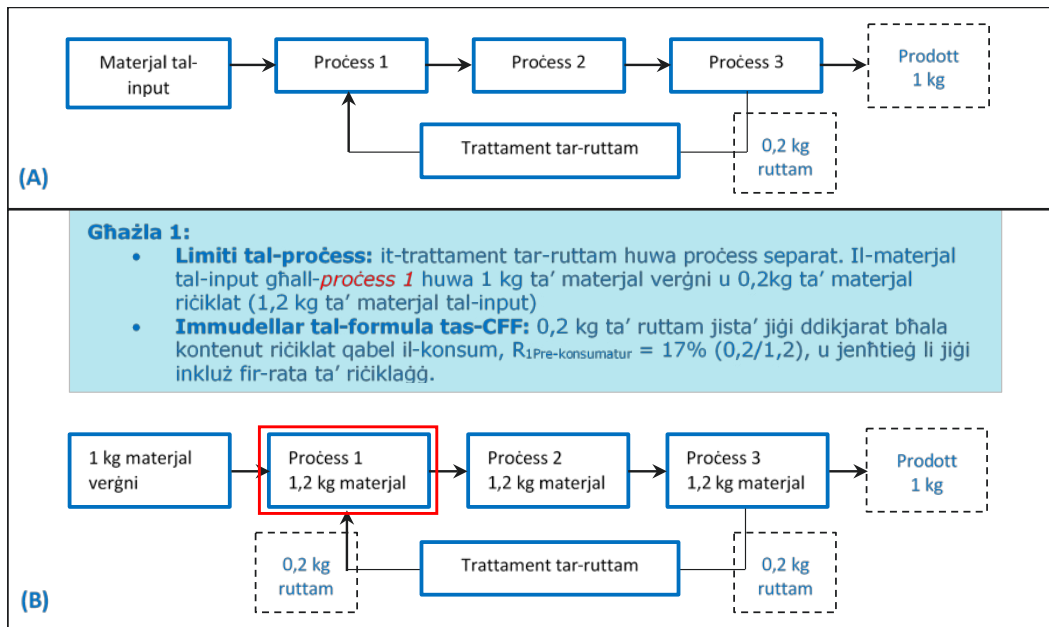 Materjal tal-
input
Proċess 1
Proċess 2
Proċess 3
Prodott
1 kg
Trattament tar-ruttam
0,2 kg
ruttam
(A)
Għażla 1:
• Limiti tal-proċess: it-trattament tar-ruttam huwa proċess separat. Il-materjal
tal-input għall-proċess 1 huwa 1 kg ta’ materjal verġni u 0,2kg ta’ materjal
riċiklat (1,2 kg ta’ materjal tal-input)
• Immudellar tal-formula tas-CFF: 0,2 kg ta’ ruttam jista’ jiġi ddikjarat bħala
kontenut riċiklat qabel il-konsum, R1Pre-konsumatur = 17% (0,2/1,2), u jenħtieġ li jiġi
inkluż fir-rata ta’ riċiklaġġ.
1 kg materjal
verġni
Proċess 1
1,2 kg materjal
Proċess 2
1,2 kg materjal
Proċess 3
1,2 kg materjal
Prodott
1 kg
0,2 kg
ruttam
Trattament tar-ruttam
0,2 kg
ruttam
(B)